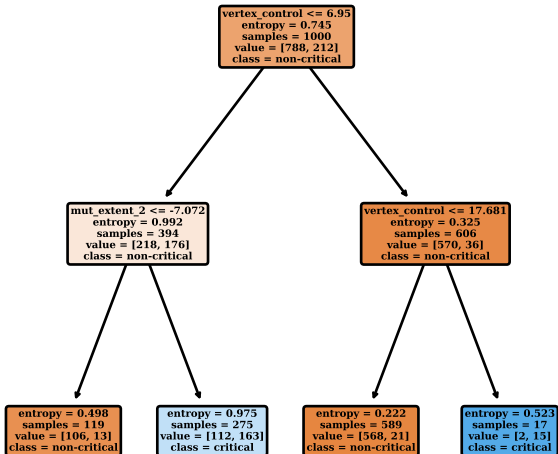 vertex_control <= 6.95
entropy = 0.745
samples = 1000
value = [788, 212]
class = non-critical
mut_extent_2 <= -7.072
entropy = 0.992
samples = 394
value = [218, 176]
class = non-critical
vertex_control <= 17.681
entropy = 0.325
samples = 606
value = [570, 36]
class = non-critical
entropy = 0.498
samples = 119
value = [106, 13]
class = non-critical
entropy = 0.975
samples = 275
value = [112, 163]
class = critical
entropy = 0.222
samples = 589
value = [568, 21]
class = non-critical
entropy = 0.523
samples = 17
value = [2, 15]
class = critical